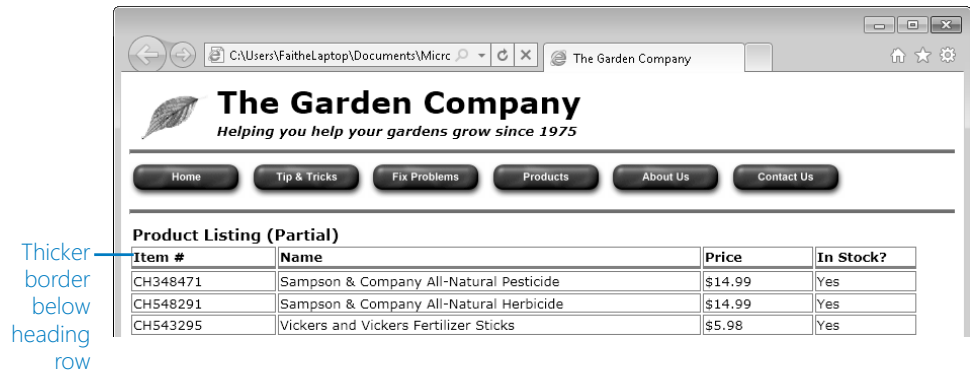 C:\Users\FaitheLaptop\Documents\Micrc
The Garden Company
The Garden Company
Helping you help your gardens grow since 1975
Home Tip & Tricks Fix Problems Products About Us Contact Us
Product Listing (Partial)
Item # Name Price In Stock?
CH348471 Sampson & Company All-Natural Pesticide $14.99 Yes
CH548291 Sampson & Company All-Natural Herbicide $14.99 Yes
CH543295 Vickers and Vickers Fertilizer Sticks $5.98 Yes
Thicker
border
below
heading
row